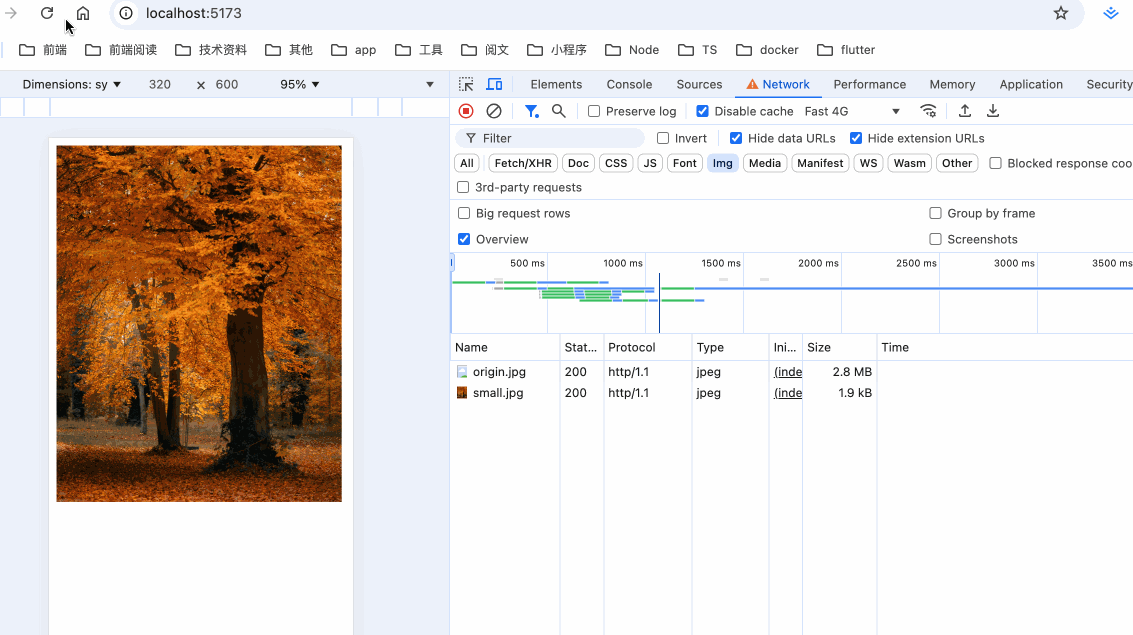 localhost:5173
前端 前端阅读 技术资料 其他 app 工具 阅文 小程序 Node TS docker flutter
Dimensions: sy 320 × 600 95%
Elements Console Sources Network Performance Memory Application Security
Preserve log Disable cache Fast 4G
Filter Invert Hide data URLs Hide extension URLs
All Fetch/XHR Doc CSS JS Font Img Media Manifest WS Wasm Other Blocked response coo
3rd-party requests
Big request rows Group by frame
Overview Screenshots
500 ms 1000 ms 1500 ms 2000 ms 2500 ms 3000 ms 3500 ms
Name Stat... Protocol Type Ini... Size Time
origin.jpg 200 http/1.1 jpeg (inde 2.8 MB
small.jpg 200 http/1.1 jpeg (inde 1.9 kB